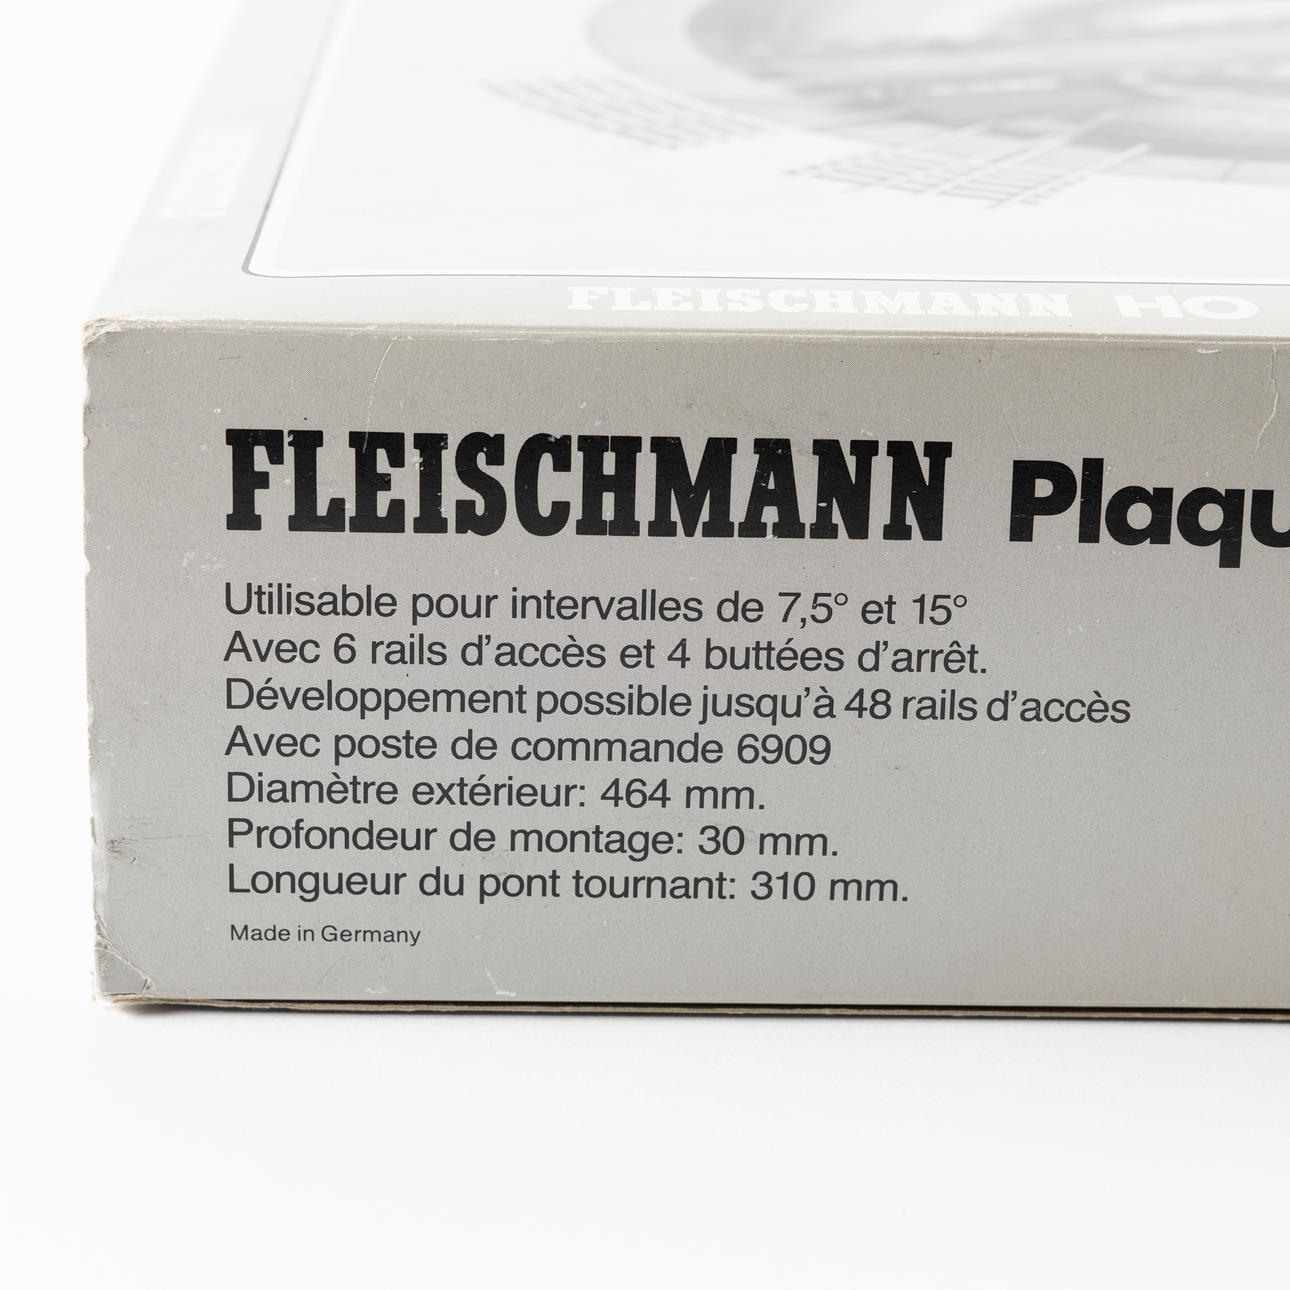 FLEISCHMANN HO
FLEISCHMANN Plaqu
Utilisable pour intervalles de 7,5° et 15°
Avec 6 rails d’accès et 4 buttées d’arrêt.
Développement possible jusqu’à 48 rails d’accès
Avec poste de commande 6909
Diamètre extérieur: 464 mm.
Profondeur de montage: 30 mm.
Longueur du pont tournant: 310 mm.
Made in Germany